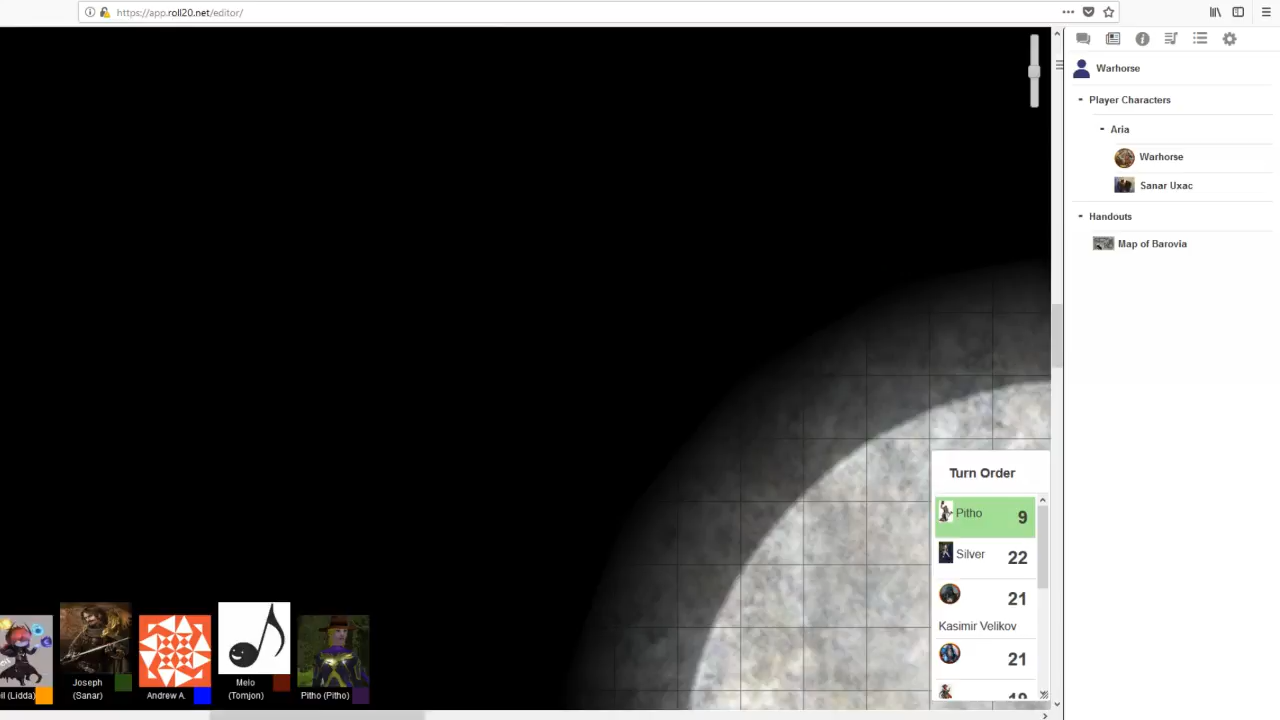 https://app.roll20.net/editor/
Warhorse
Player Characters
Aria
Warhorse
Sanar Uxac
Handouts
Map of Barovia
Turn Order
Pitho 9
Silver 22
21
Kasimir Velikov
21
(Lidda)
Joseph
(Sanar)
Andrew A.
Melo
(Tomjon)
Pitho (Pitho)